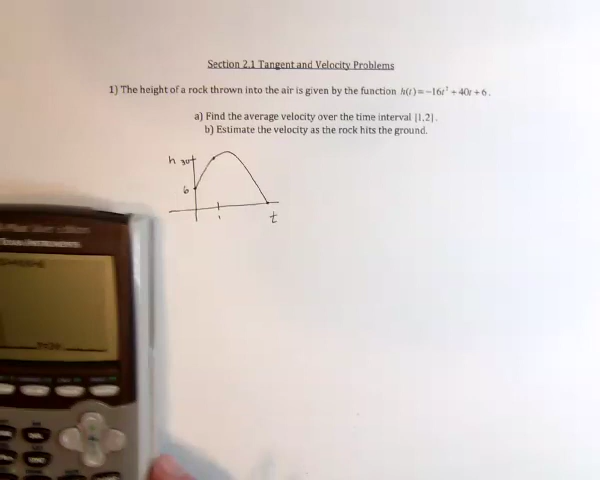 Section 2.1 Tangent and Velocity Problems
1) The height of a rock thrown into the air is given by the function h(t)=−16t²+40t+6.
a) Find the average velocity over the time interval [1,2].
b) Estimate the velocity as the rock hits the ground.
h 30
6
1
t